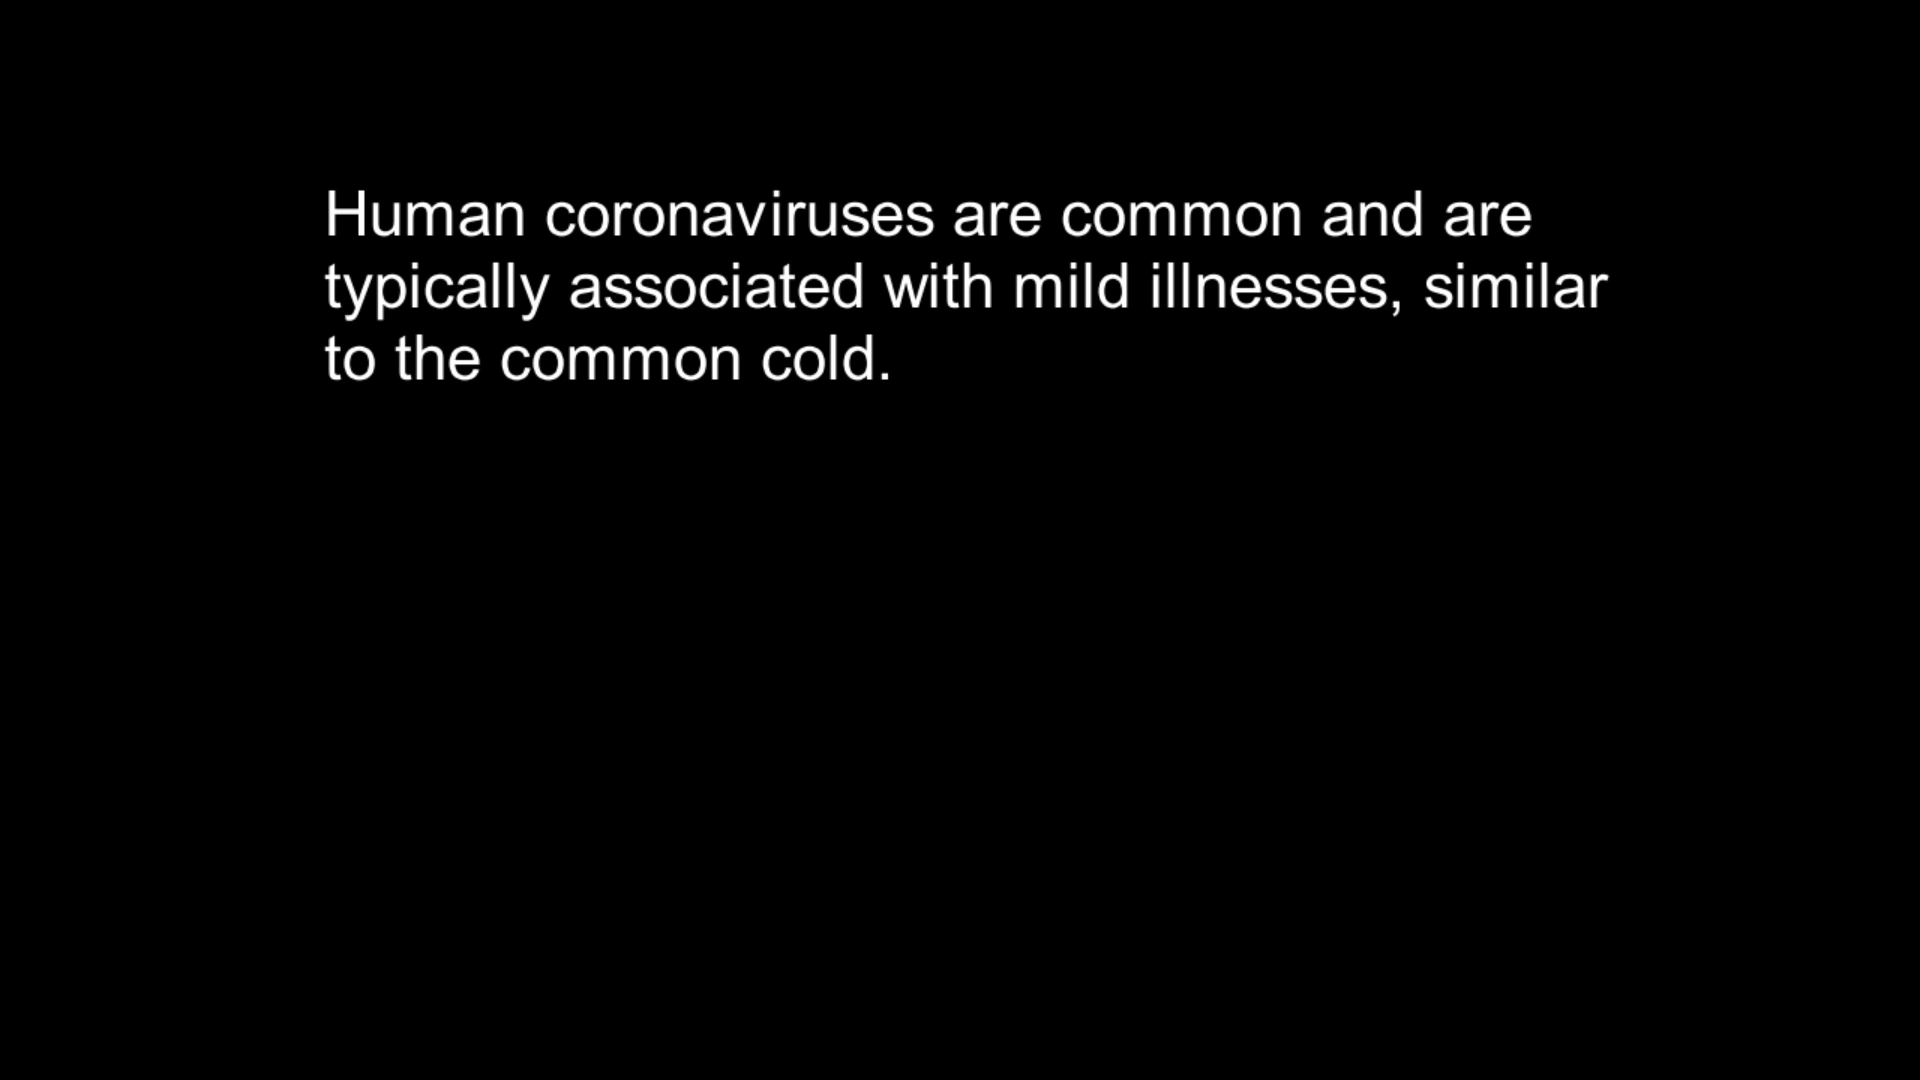 Human coronaviruses are common and are
typically associated with mild illnesses, similar
to the common cold.